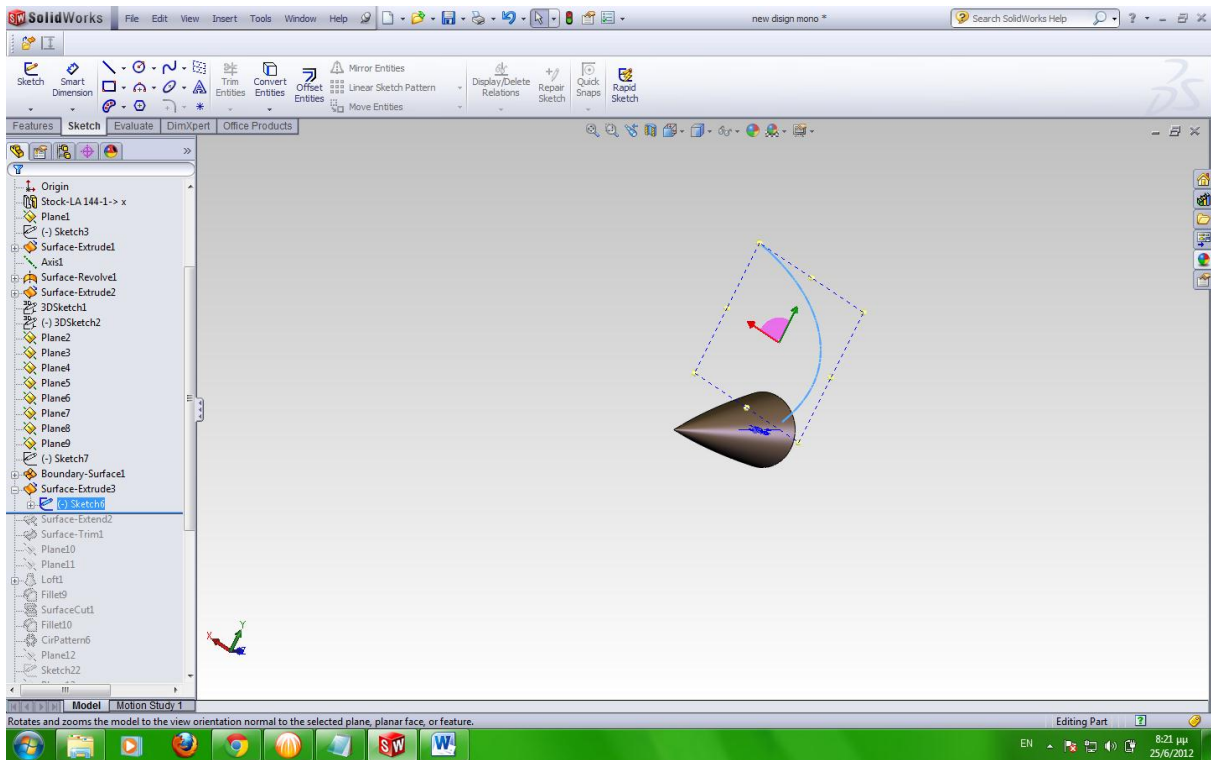 SolidWorks File Edit View Insert Tools Window Help new disign mono * Search SolidWorks Help
Sketch Smart Dimension Trim Entities Convert Entities Offset Entities Mirror Entities Linear Sketch Pattern Move Entities Display/Delete Relations Repair Sketch Quick Snaps Rapid Sketch
Features Sketch Evaluate DimXpert Office Products
Origin
Stock-LA 144-1-> x
Plane1
(-) Sketch3
Surface-Extrude1
Axis1
Surface-Revolve1
Surface-Extrude2
3DSketch1
(-) 3DSketch2
Plane2
Plane3
Plane4
Plane5
Plane6
Plane7
Plane8
Plane9
(-) Sketch7
Boundary-Surface1
Surface-Extrude3
(-) Sketch6
Surface-Extend2
Surface-Trim1
Plane10
Plane11
Loft1
Fillet9
SurfaceCut1
Fillet10
CirPattern6
Plane12
Sketch22
X Y Z
Model Motion Study 1
Rotates and zooms the model to the view orientation normal to the selected plane, planar face, or feature. Editing Part
EN 8:21 μμ
25/6/2012